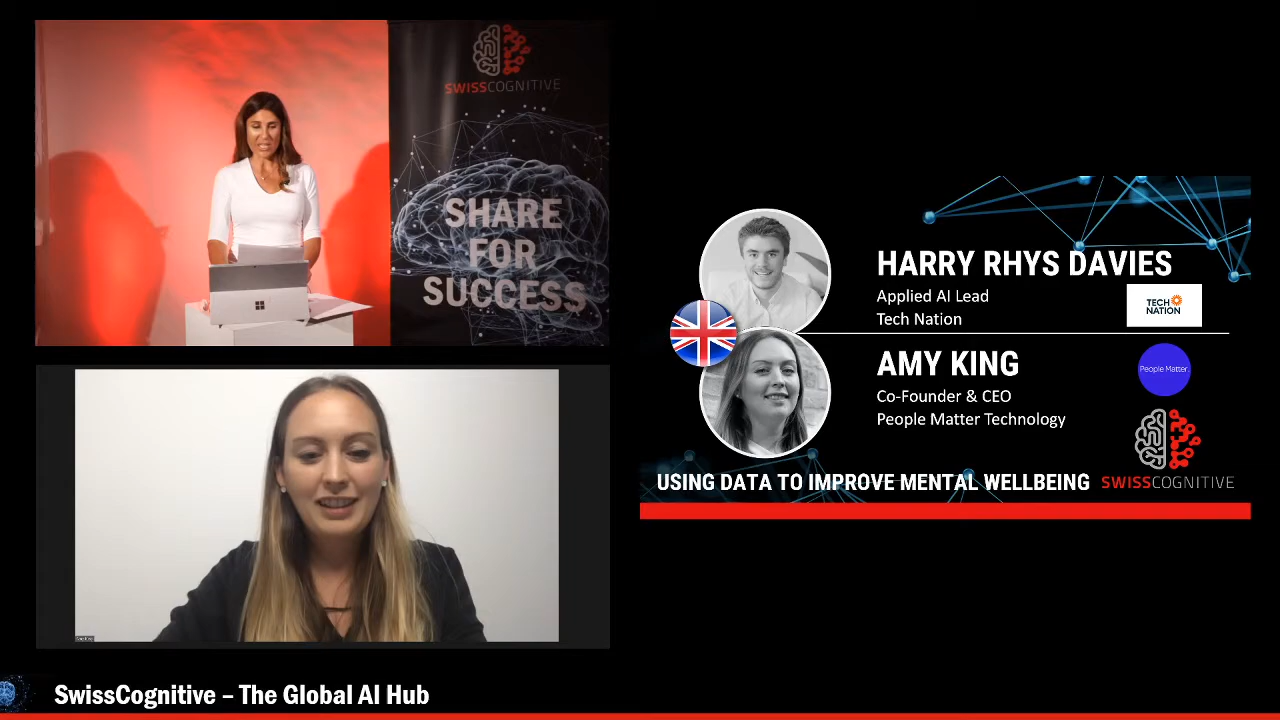 SWISSCOGNITIVE
SHARE
FOR
SUCCESS
HARRY RHYS DAVIES
Applied AI Lead
Tech Nation
TECH
NATION
AMY KING
Co-Founder & CEO
People Matter Technology
People Matter.
USING DATA TO IMPROVE MENTAL WELLBEING
SWISSCOGNITIVE
SwissCognitive – The Global AI Hub